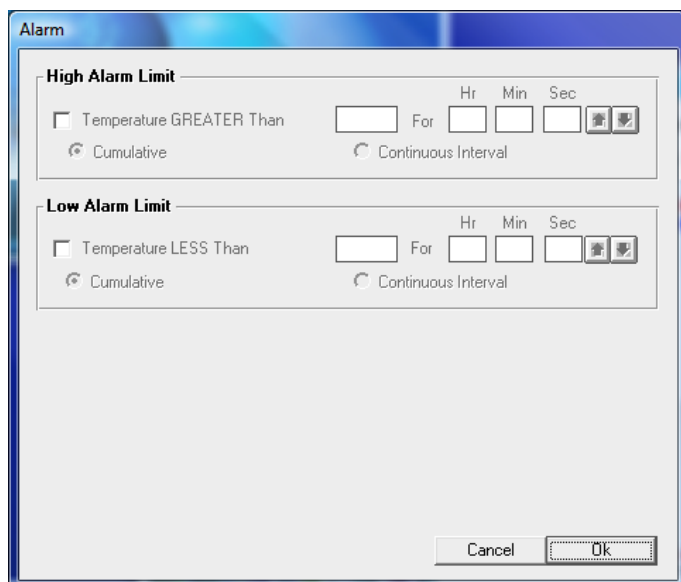 Alarm
High Alarm Limit
Hr Min Sec
Temperature GREATER Than For
Cumulative Continuous Interval
Low Alarm Limit
Hr Min Sec
Temperature LESS Than For
Cumulative Continuous Interval
Cancel Ok